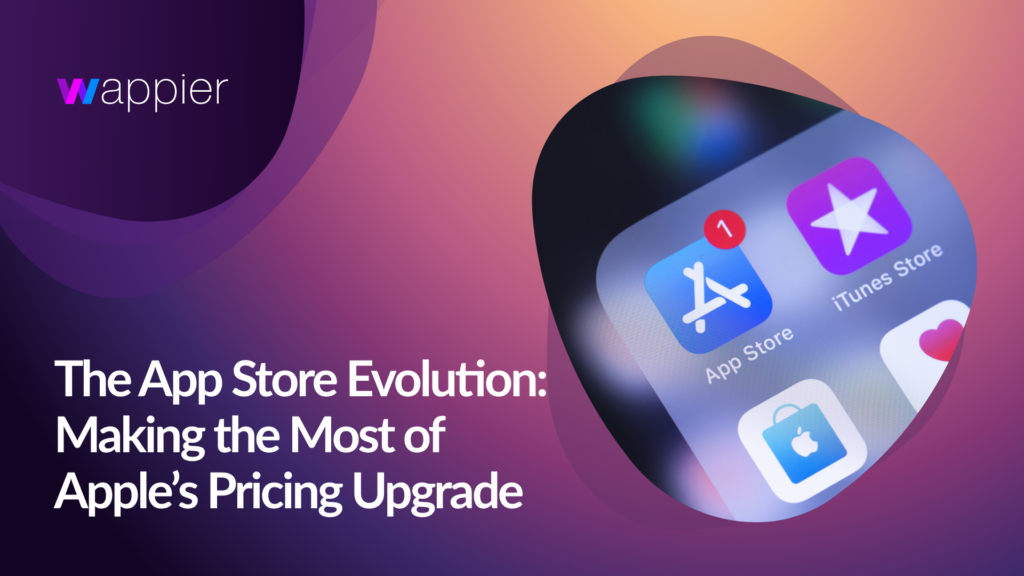 wappier
The App Store Evolution:
Making the Most of
Apple’s Pricing Upgrade
1
App Store
iTunes Store